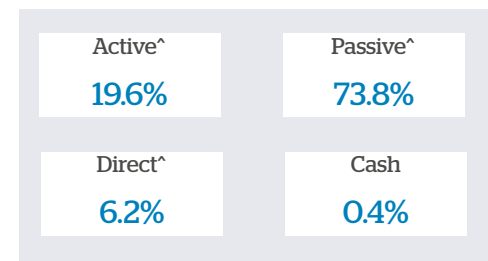 Active^ Passive^
19.6% 73.8%
Direct^ Cash
6.2% 0.4%